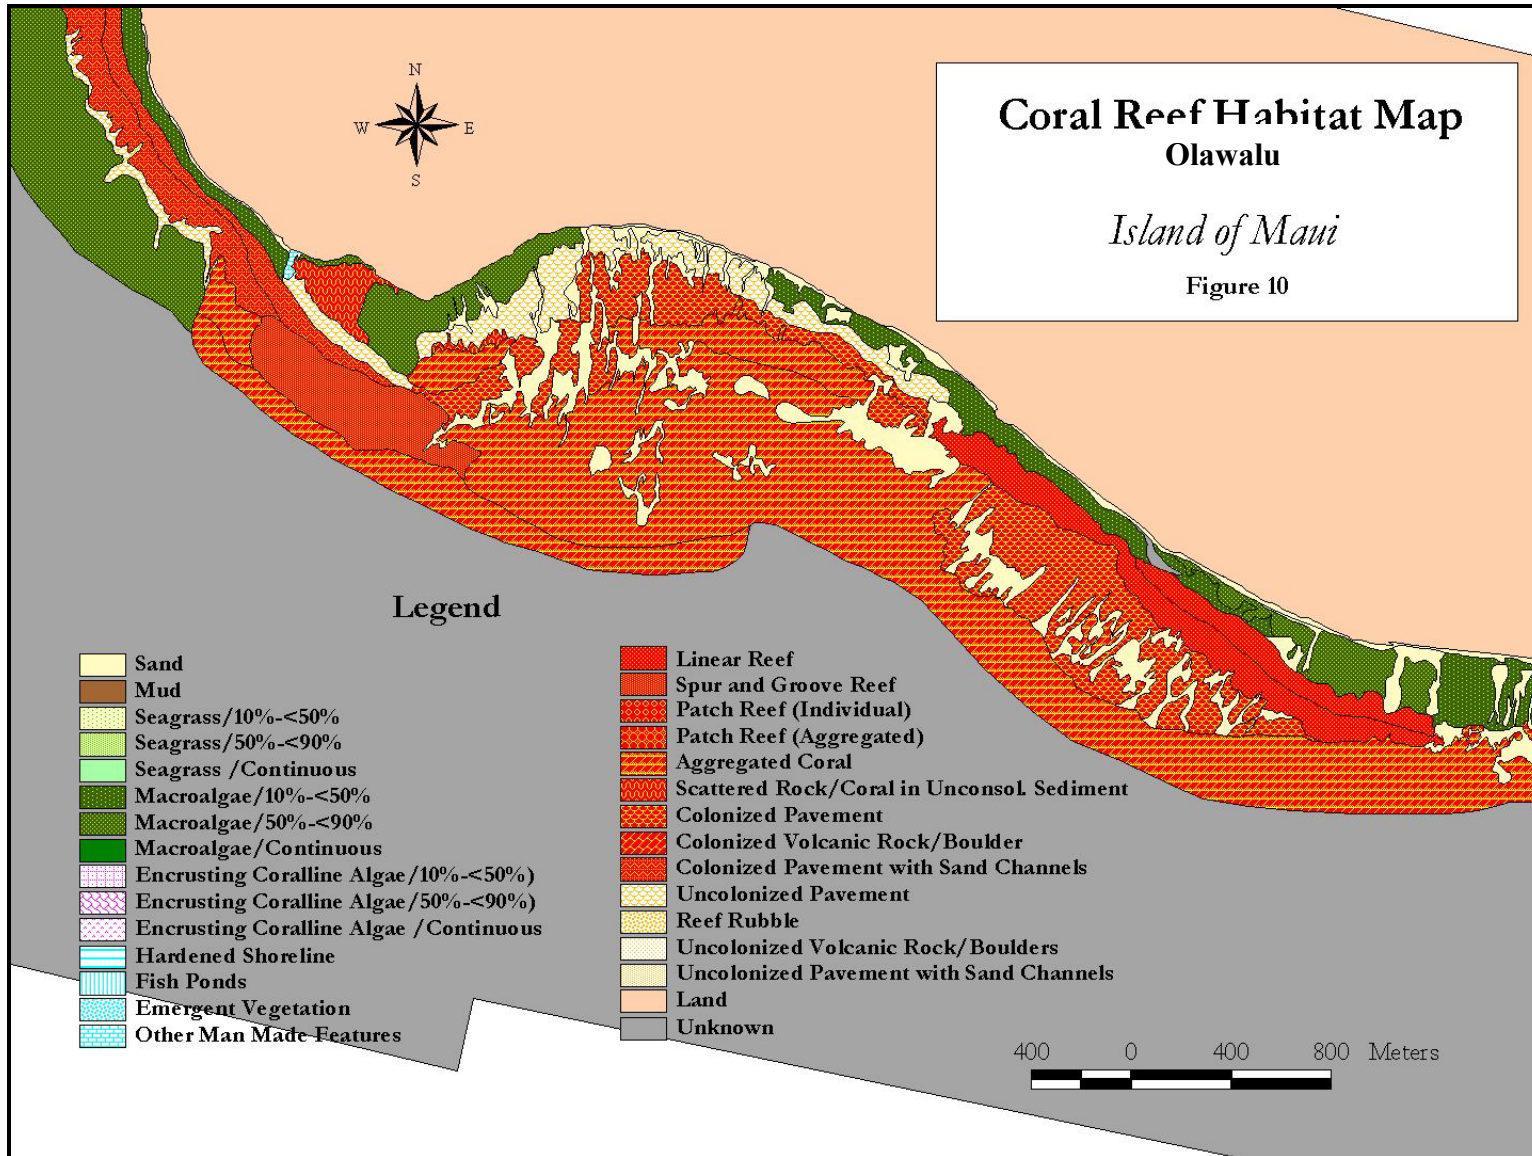 Coral Reef Habitat Map
Olawalu
Island of Maui
Figure 10
N
W E
S
Legend
Sand
Mud
Seagrass/10%-<50%
Seagrass/50%-<90%
Seagrass /Continuous
Macroalgae/10%-<50%
Macroalgae/50%-<90%
Macroalgae/Continuous
Encrusting Coralline Algae/10%-<50%)
Encrusting Coralline Algae/50%-<90%)
Encrusting Coralline Algae /Continuous
Hardened Shoreline
Fish Ponds
Emergent Vegetation
Other Man Made Features
Linear Reef
Spur and Groove Reef
Patch Reef (Individual)
Patch Reef (Aggregated)
Aggregated Coral
Scattered Rock/Coral in Unconsol. Sediment
Colonized Pavement
Colonized Volcanic Rock/Boulder
Colonized Pavement with Sand Channels
Uncolonized Pavement
Reef Rubble
Uncolonized Volcanic Rock/Boulders
Uncolonized Pavement with Sand Channels
Land
Unknown
400 0 400 800 Meters